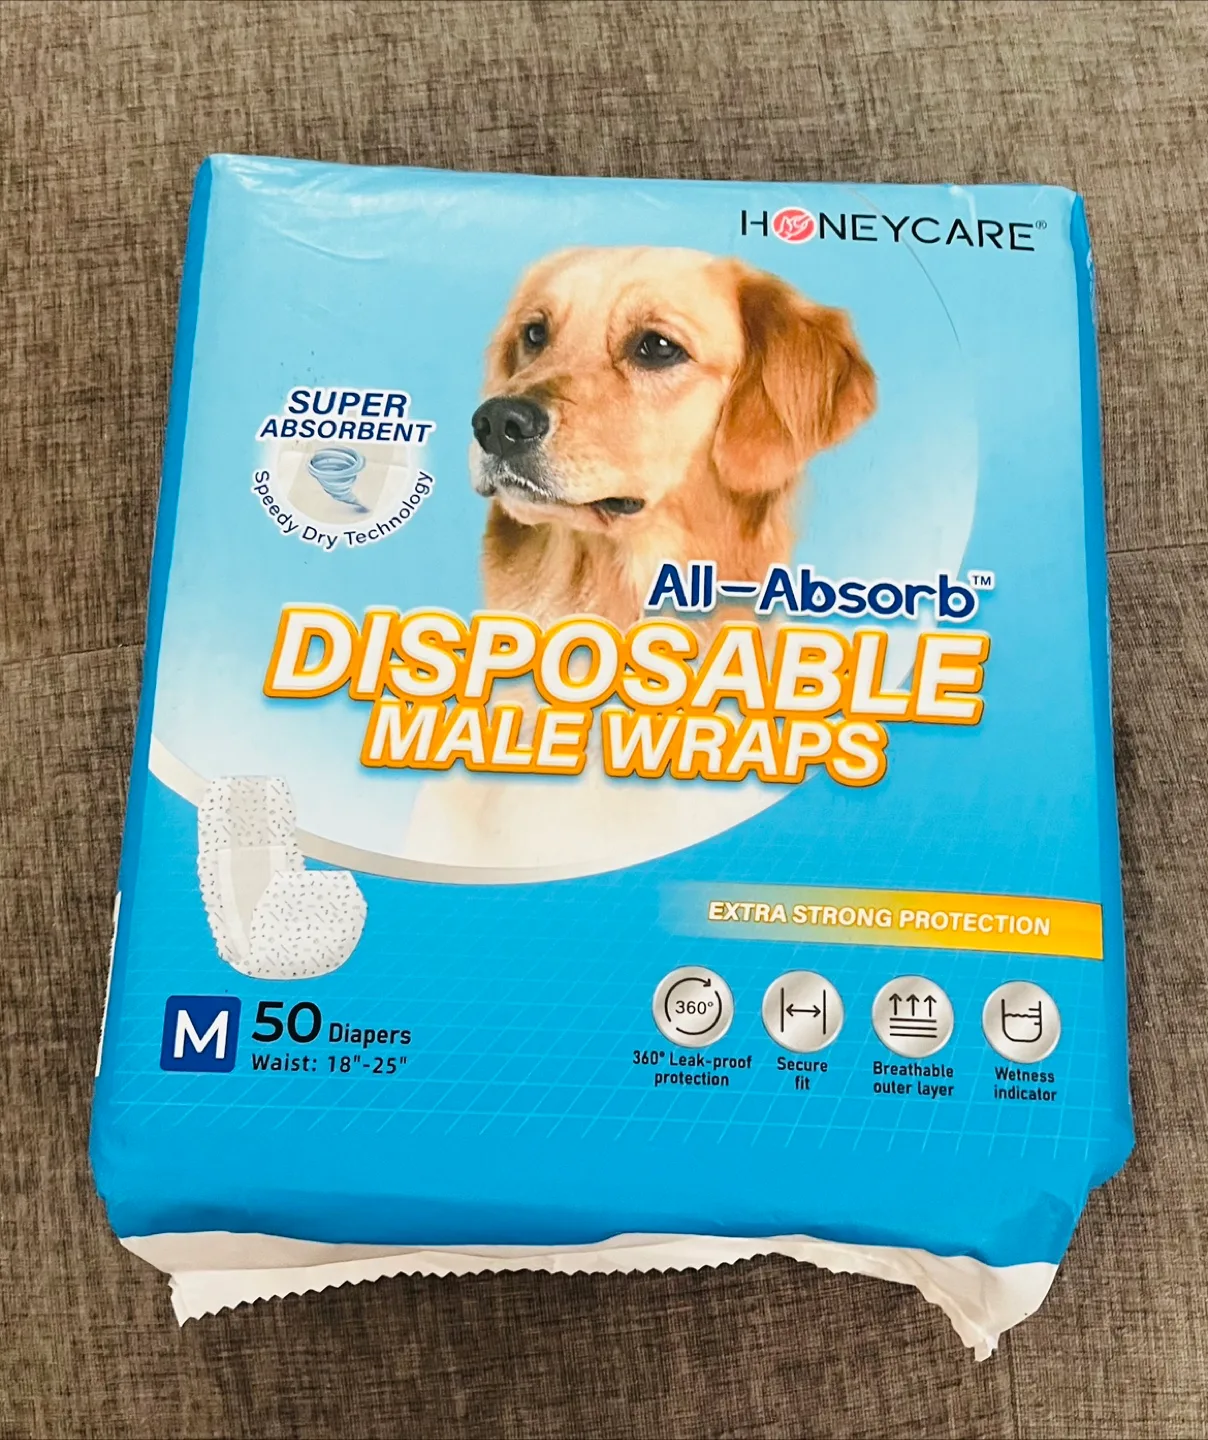 HONEYCARE®
SUPER
ABSORBENT
Speedy Dry Technology
All-Absorb™
DISPOSABLE
MALE WRAPS
EXTRA STRONG PROTECTION
M
50 Diapers
Waist: 18"-25"
360°
360° Leak-proof
protection
Secure
fit
Breathable
outer layer
Wetness
indicator